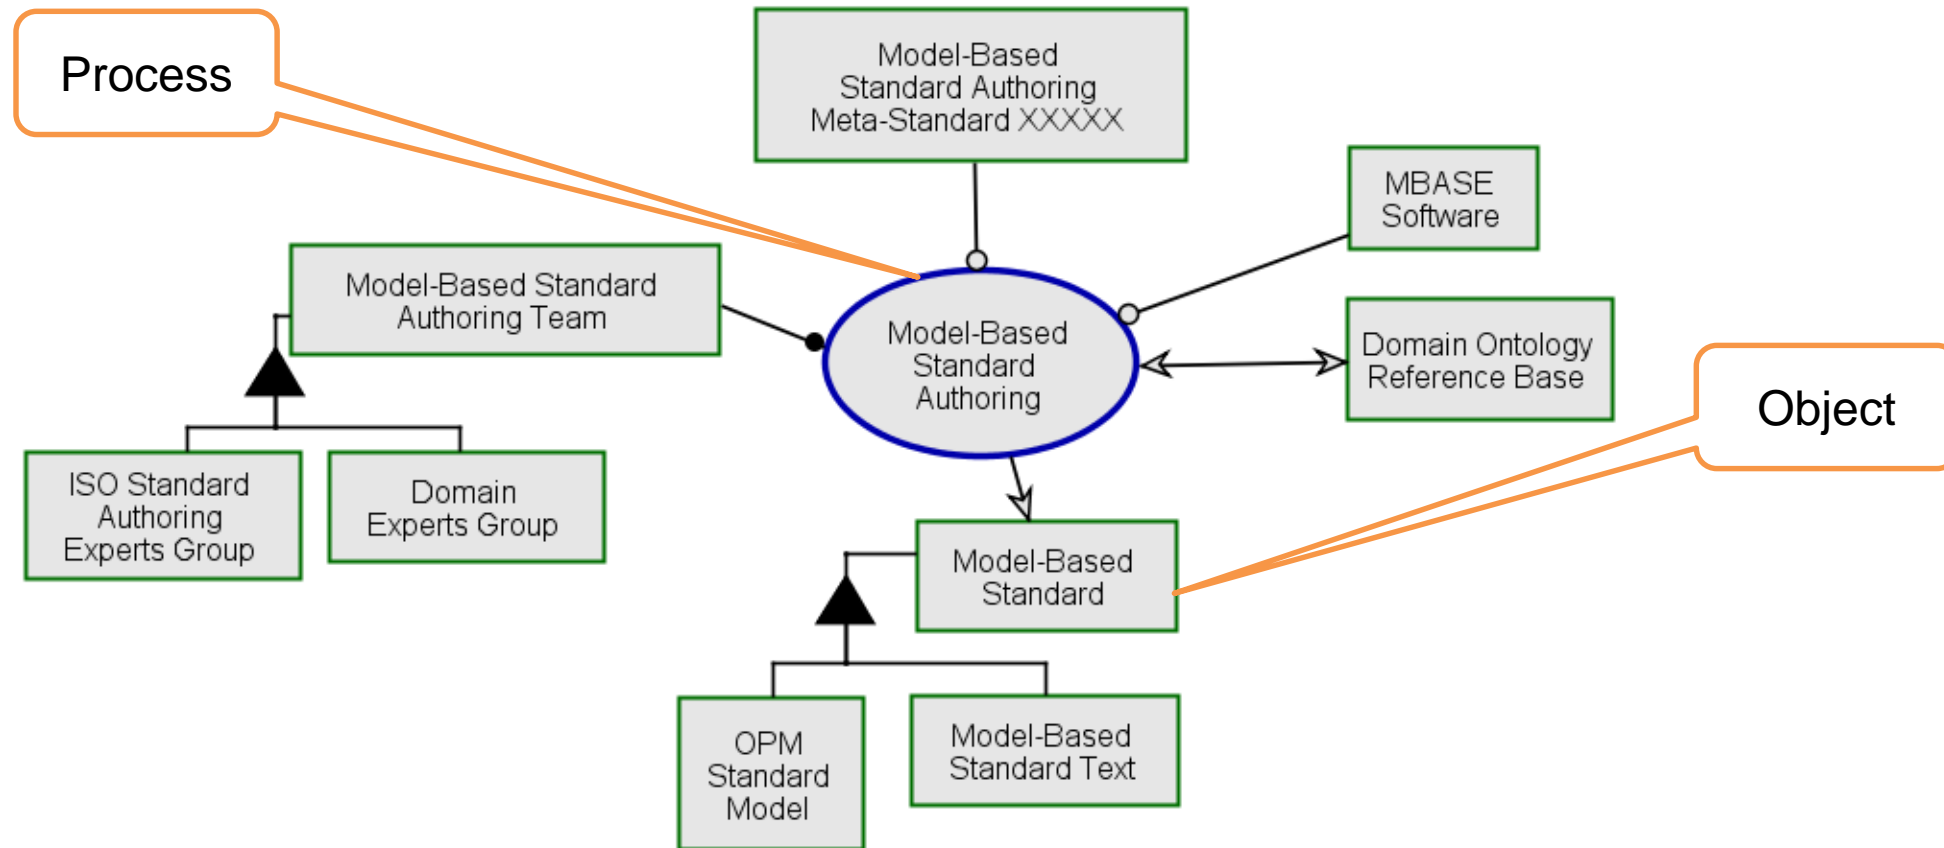 Process
Model-Based
Standard Authoring
Meta-Standard XXXXX
MBASE
Software
Model-Based Standard
Authoring Team
Model-Based
Standard
Authoring
Domain Ontology
Reference Base
Object
ISO Standard
Authoring
Experts Group
Domain
Experts Group
Model-Based
Standard
OPM
Standard
Model
Model-Based
Standard Text